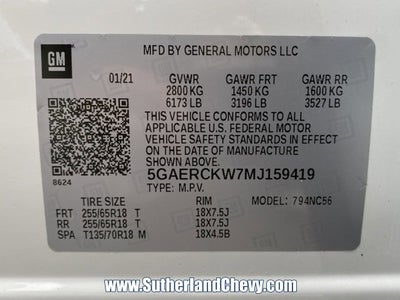 GM
MFD BY GENERAL MOTORS LLC
01/21 GVWR GAWR FRT GAWR RR
2800 KG 1450 KG 1600 KG
6173 LB 3196 LB 3527 LB
THIS VEHICLE CONFORMS TO ALL APPLICABLE
U.S. FEDERAL MOTOR
VEHICLE SAFETY STANDARDS IN EFFECT
ON THE DATE OF MANUFACTURE
SHOWN ABOVE.
8624
5GAERCKW7MJ159419
TYPE: M.P.V.
TIRE SIZE RIM MODEL: 794NC56
FRT 255/65R18 T 18X7.5J
RR 255/65R18 T 18X7.5J
SPA T135/70R18 M 18X4.5B
www.SutherlandChevy.com